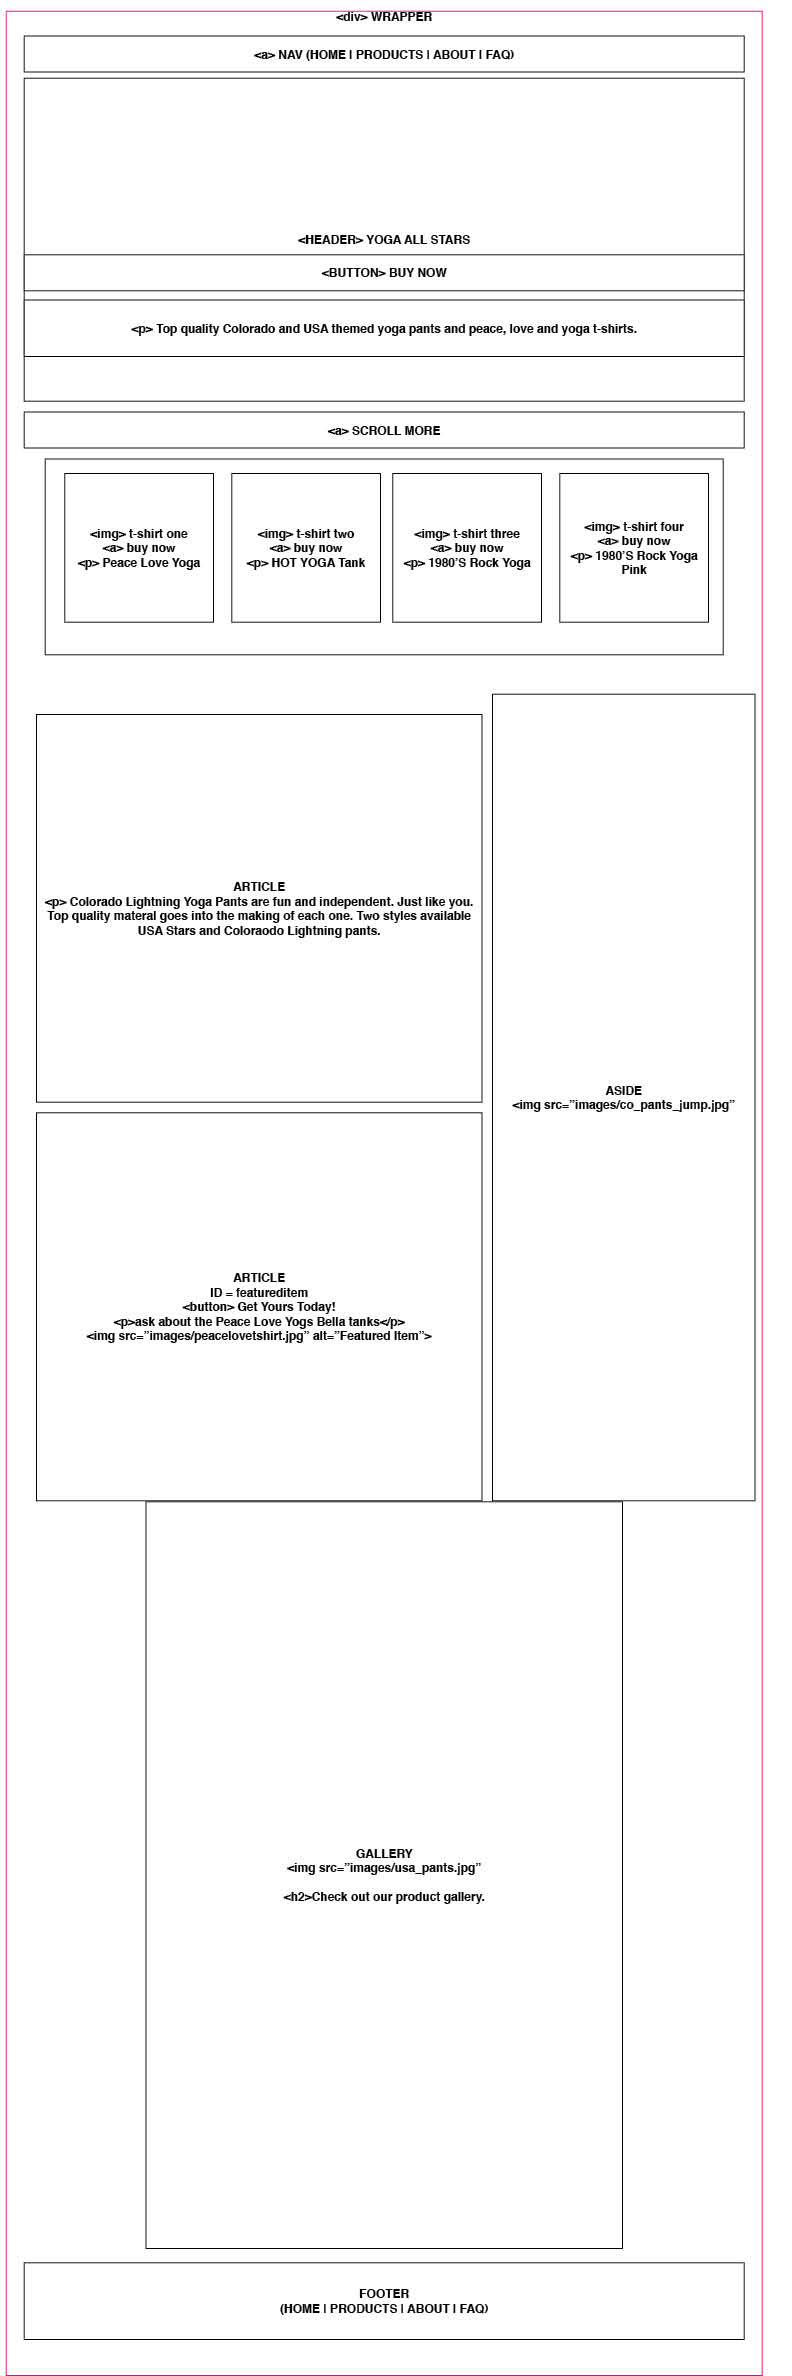 <div> WRAPPER
<a> NAV (HOME | PRODUCTS | ABOUT | FAQ)
<HEADER> YOGA ALL STARS
<BUTTON> BUY NOW
<p> Top quality Colorado and USA themed yoga pants and peace, love and yoga t-shirts.
<a> SCROLL MORE
<img> t-shirt one
<a> buy now
<p> Peace Love Yoga
<img> t-shirt two
<a> buy now
<p> HOT YOGA Tank
<img> t-shirt three
<a> buy now
<p> 1980’S Rock Yoga
<img> t-shirt four
<a> buy now
<p> 1980’S Rock Yoga
Pink
ARTICLE
<p> Colorado Lightning Yoga Pants are fun and independent. Just like you.
Top quality materal goes into the making of each one. Two styles available
USA Stars and Coloraodo Lightning pants.
ASIDE
<img src=”images/co_pants_jump.jpg”
ARTICLE
ID = featureditem
<button> Get Yours Today!
<p>ask about the Peace Love Yogs Bella tanks</p>
<img src=”images/peacelovetshirt.jpg” alt=”Featured Item”>
GALLERY
<img src=”images/usa_pants.jpg”
<h2>Check out our product gallery.
FOOTER
(HOME | PRODUCTS | ABOUT | FAQ)